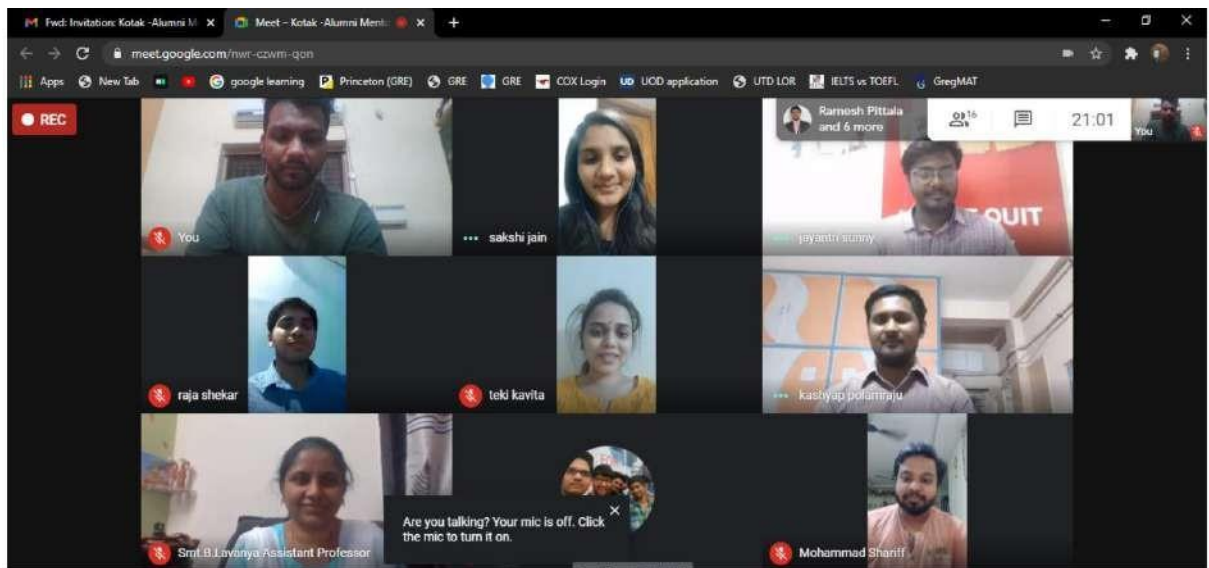 Fwd: Invitation: Kotak -Alumni M
Meet – Kotak -Alumni Ment
meet.google.com/nwr-czwm-qon
Apps New Tab google learning Princeton (GRE) GRE GRE COX Login UD UOD application UTD LOR IELTS vs TOEFL GregMAT
REC
Ramesh Pittala
and 6 more
16
21:01
You
QUIT
You
sakshi jain
jayantri sunny
raja shekar
teki kavita
kashyap polamraju
Are you talking? Your mic is off. Click
the mic to turn it on.
Smt.B.Lavanya Assistant Professor
Mohammad Shariff